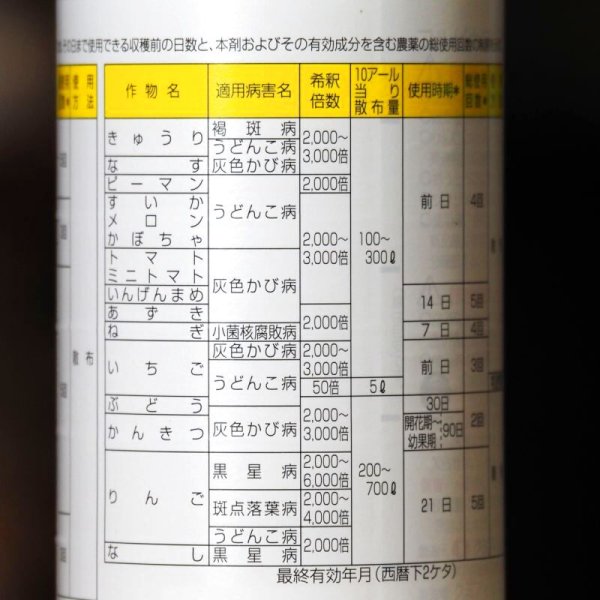 その日まで使用できる収穫前の日数と、本剤およびその有効成分を含む農薬の総使用回数の
作物名 適用病害名 希釈倍数 10アール当り散布量 使用時期* 総使用回数*
きゅうり 褐斑病 2,000〜3,000倍
うどんこ病
なす 灰色かび病
ピーマン うどんこ病 2,000倍
すいか 2,000〜3,000倍 100〜300ℓ 前日 4回
メロン
かぼちゃ
トマト 灰色かび病
ミニトマト
いんげんまめ 14日 5回
あずき 2,000倍
ねぎ 小菌核腐敗病 7日 4回
いちご 灰色かび病 2,000〜3,000倍 前日 3回
うどんこ病 50倍 5ℓ
ぶどう 灰色かび病 2,000〜3,000倍 200〜700ℓ 30日 2回
かんきつ 開花期〜幼果期:90日
りんご 黒星病 2,000〜6,000倍 21日 5回
斑点落葉病 2,000〜4,000倍
うどんこ病 2,000倍
なし 黒星病
散布
最終有効年月(西暦下2ケタ)